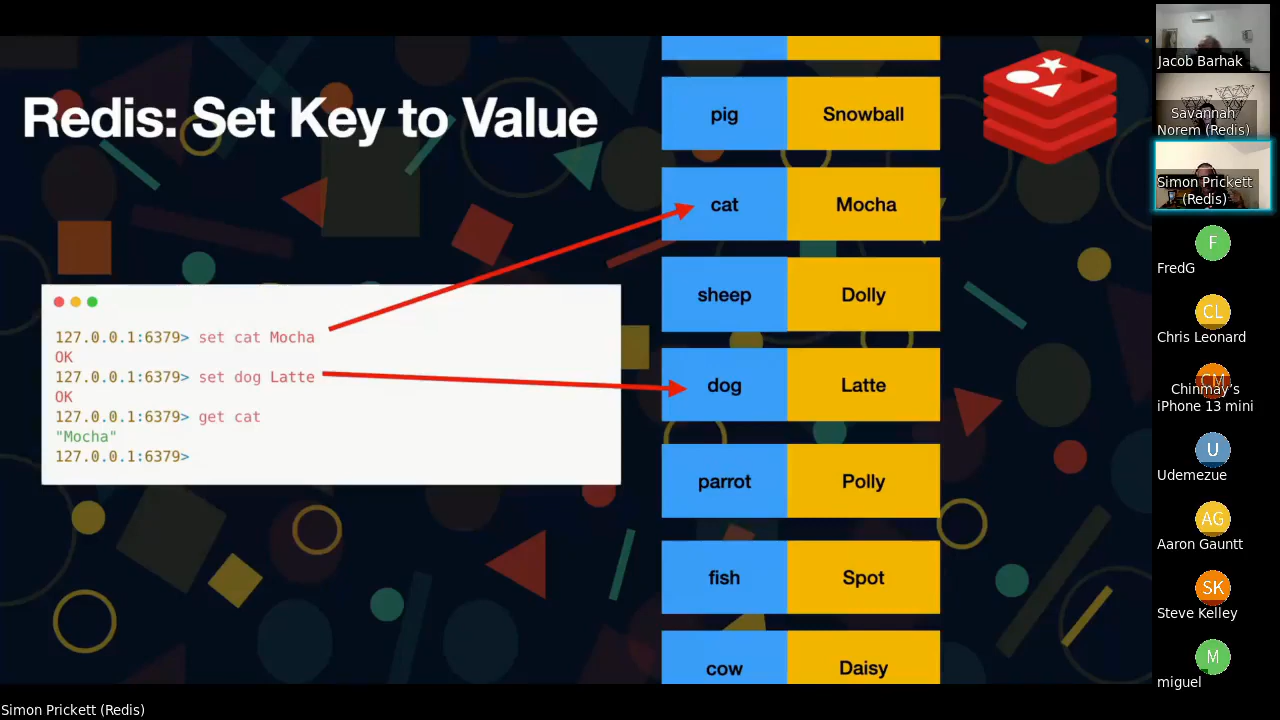 Redis: Set Key to Value
127.0.0.1:6379> set cat Mocha
OK
127.0.0.1:6379> set dog Latte
OK
127.0.0.1:6379> get cat
"Mocha"
127.0.0.1:6379>
pig Snowball
cat Mocha
sheep Dolly
dog Latte
parrot Polly
fish Spot
cow Daisy
Jacob Barhak
Savannah
Norem (Redis)
Simon Prickett
(Redis)
F
FredG
CL
Chris Leonard
CM
Chinmay's
iPhone 13 mini
U
Udemezue
AG
Aaron Gauntt
SK
Steve Kelley
M
miguel
Simon Prickett (Redis)